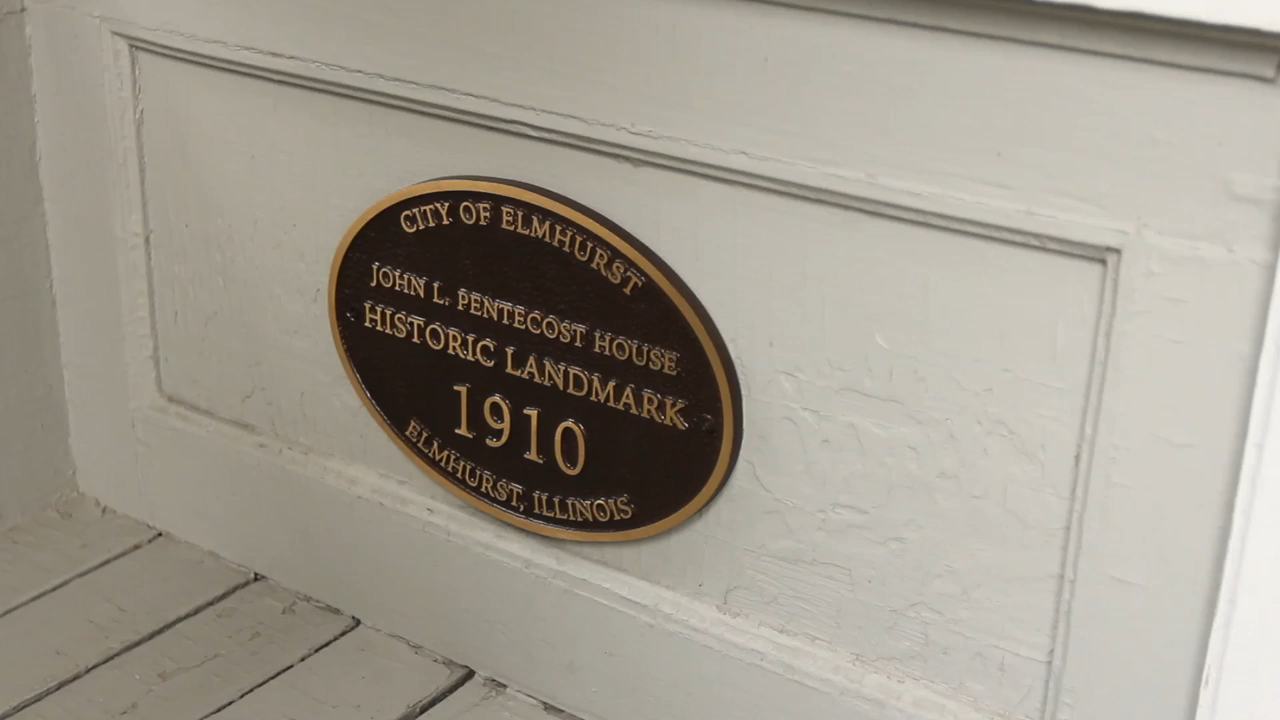 CITY OF ELMHURST
JOHN L. PENTECOST HOUSE
HISTORIC LANDMARK
1910
ELMHURST, ILLINOIS